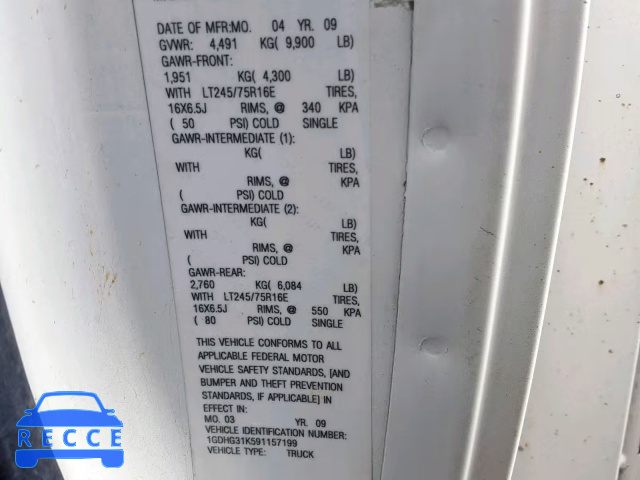 DATE OF MFR:MO. 04 YR. 09
GVWR: 4,491 KG( 9,900 LB)
GAWR-FRONT:
1,951 KG( 4,300 LB)
WITH LT245/75R16E TIRES,
16X6.5J RIMS, @ 340 KPA
( 50 PSI) COLD SINGLE
GAWR-INTERMEDIATE (1):
KG( LB)
WITH TIRES,
RIMS, @ KPA
( PSI) COLD
GAWR-INTERMEDIATE (2):
KG( LB)
WITH TIRES,
RIMS, @ KPA
( PSI) COLD
GAWR-REAR:
2,760 KG( 6,084 LB)
WITH LT245/75R16E TIRES,
16X6.5J RIMS, @ 550 KPA
( 80 PSI) COLD SINGLE
THIS VEHICLE CONFORMS TO ALL
APPLICABLE FEDERAL MOTOR
VEHICLE SAFETY STANDARDS, [AND
BUMPER AND THEFT PREVENTION
STANDARDS, IF APPLICABLE] IN
EFFECT IN:
MO. 03 YR. 09
VEHICLE IDENTIFICATION NUMBER:
1GDHG31K591157199
VEHICLE TYPE: TRUCK
BIDFAX